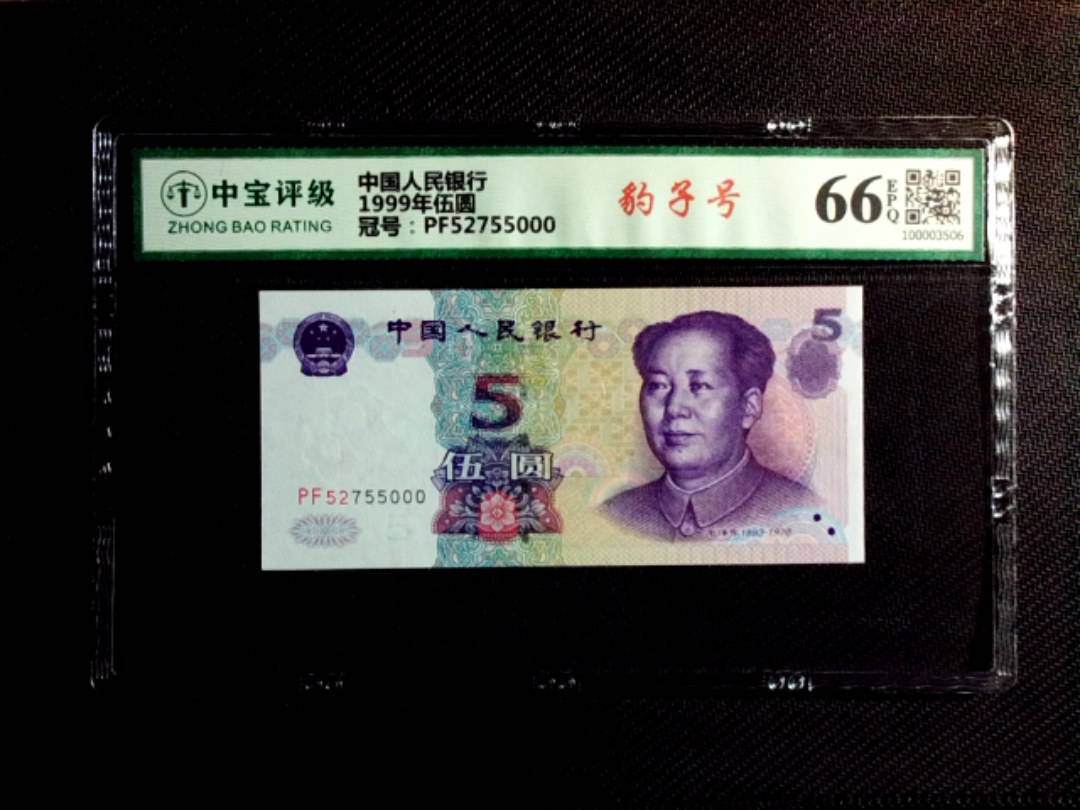 中宝评级
ZHONG BAO RATING
中国人民银行
1999年伍圆
冠号：PF52755000
豹子号
66
EPQ
100003506
中国人民银行
5
5
伍圆
PF52755000